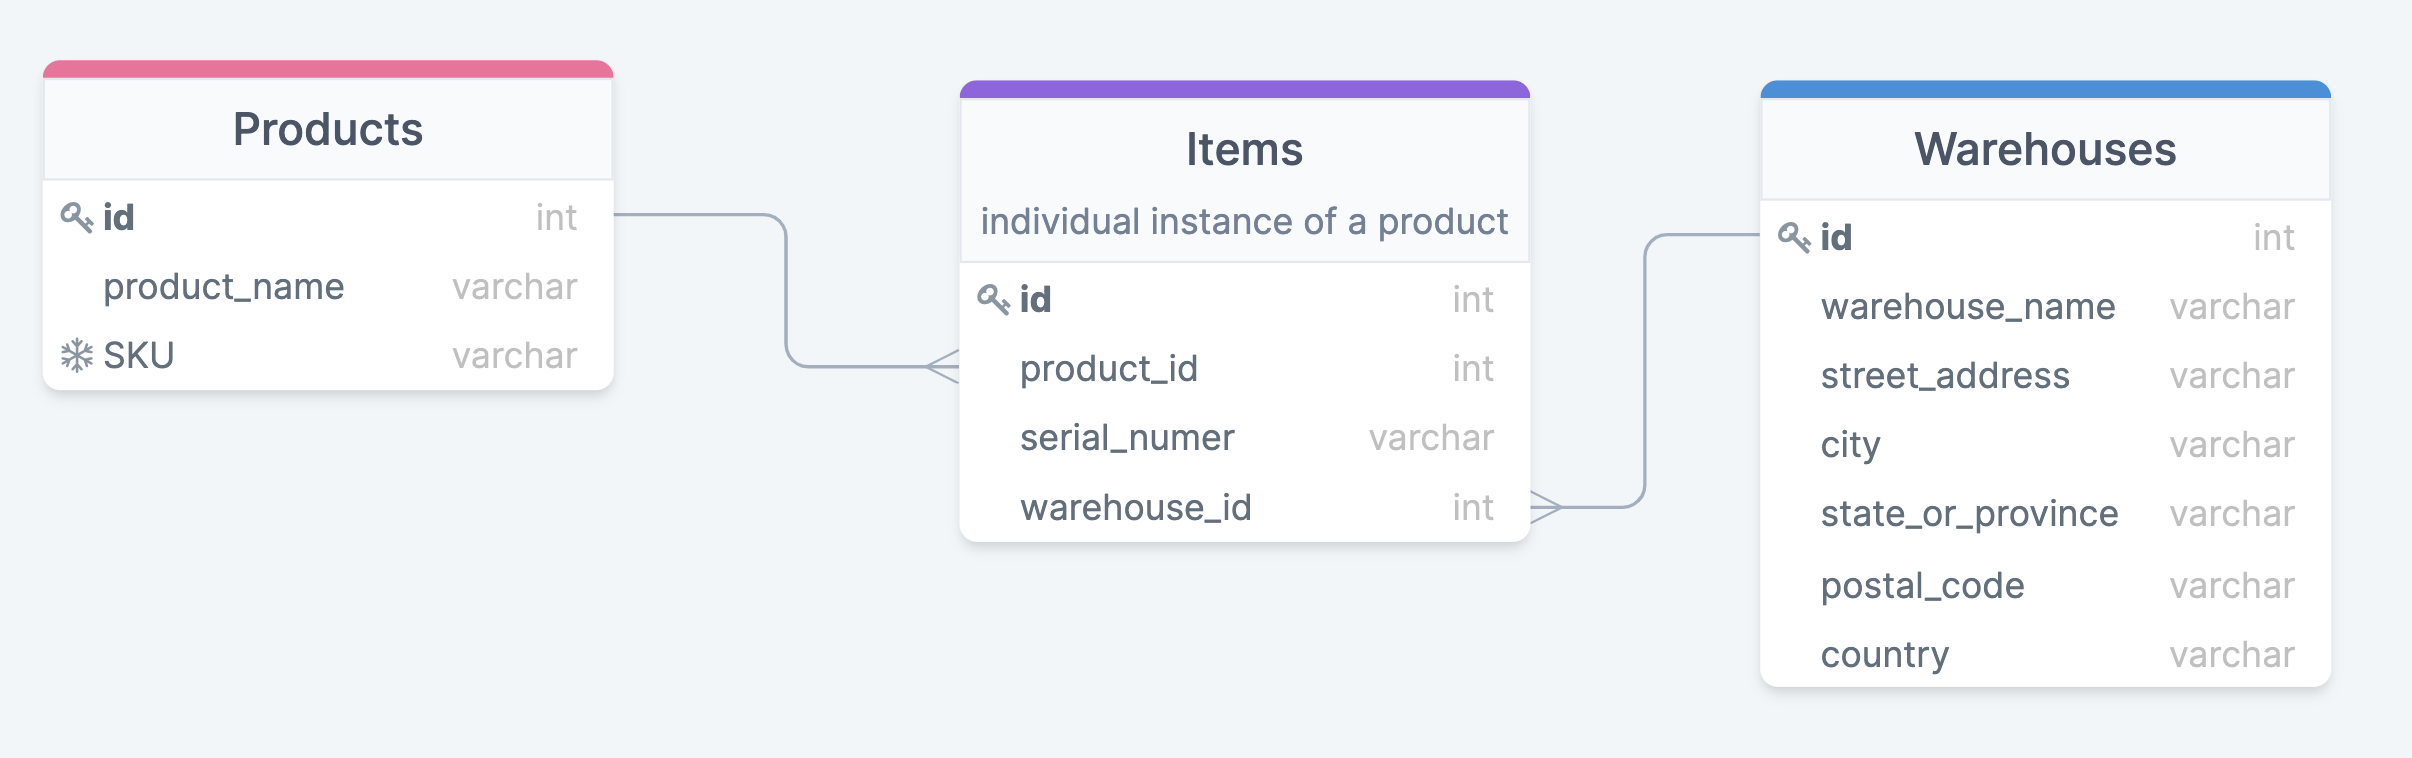 Products
id int
product_name varchar
SKU varchar
Items
individual instance of a product
id int
product_id int
serial_numer varchar
warehouse_id int
Warehouses
id int
warehouse_name varchar
street_address varchar
city varchar
state_or_province varchar
postal_code varchar
country varchar